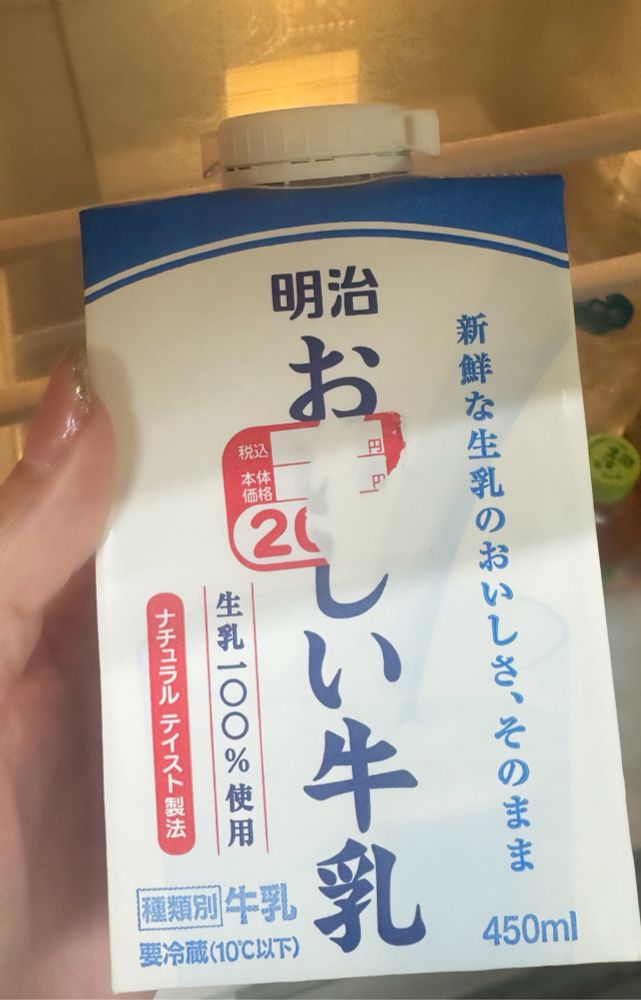 明治
おしい牛乳
新鮮な生乳のおいしさ、そのまま
税込 円
本体価格 円
20
生乳一〇〇%使用
ナチュラル テイスト製法
種類別 牛乳
要冷蔵(10℃以下)
450ml